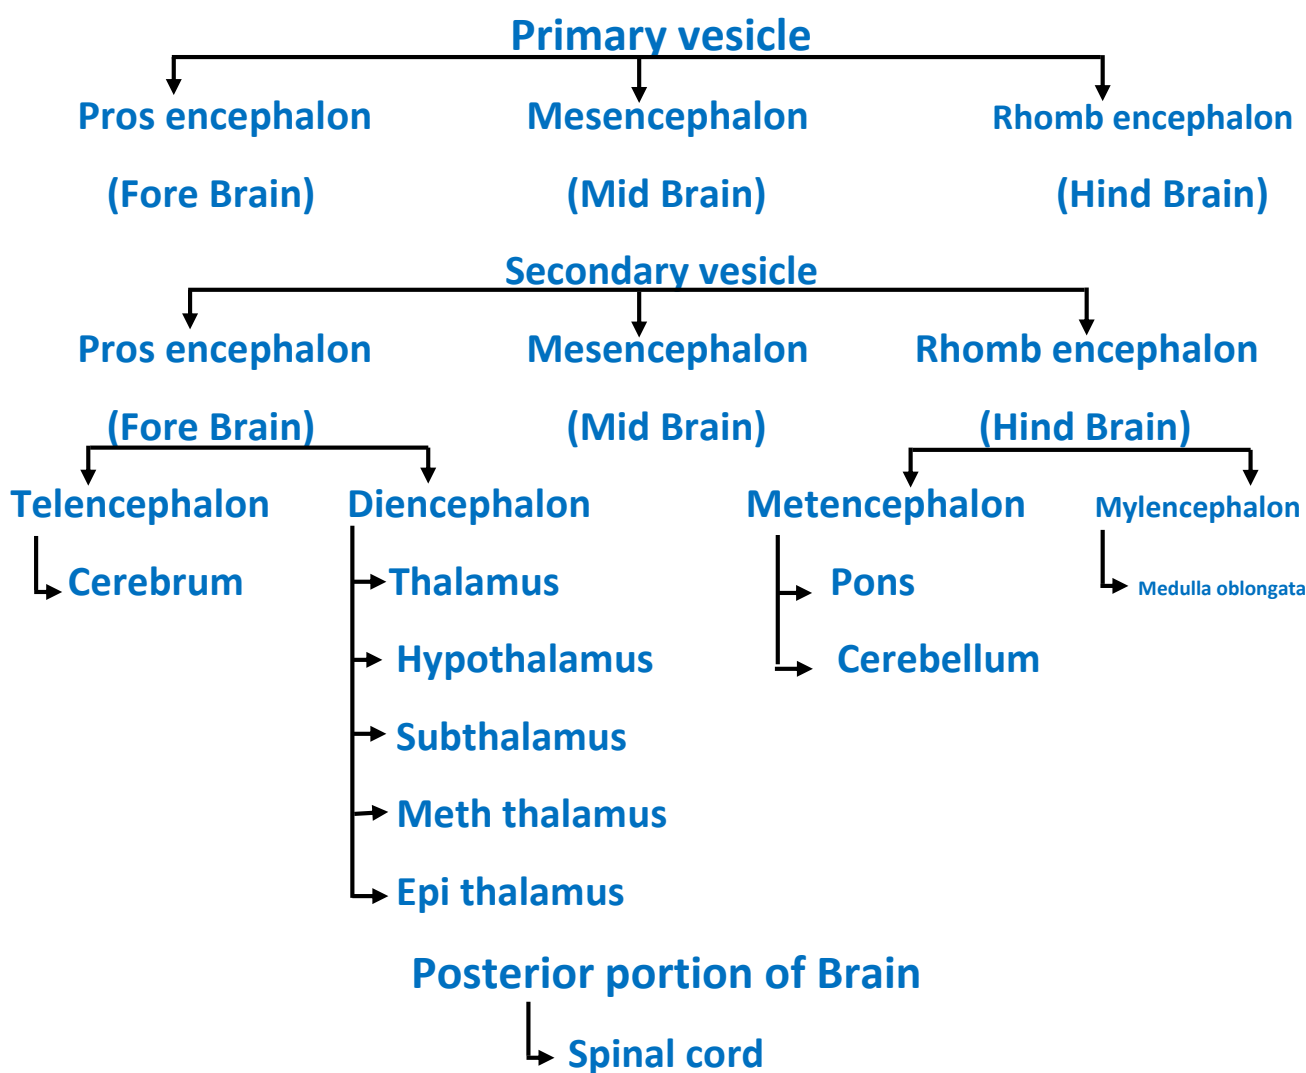 Primary vesicle
Pros encephalon Mesencephalon Rhomb encephalon
(Fore Brain) (Mid Brain) (Hind Brain)
Secondary vesicle
Pros encephalon Mesencephalon Rhomb encephalon
(Fore Brain) (Mid Brain) (Hind Brain)
Telencephalon Diencephalon Metencephalon Mylencephalon
Cerebrum Thalamus Pons Medulla oblongata
Hypothalamus Cerebellum
Subthalamus
Meth thalamus
Epi thalamus
Posterior portion of Brain
Spinal cord